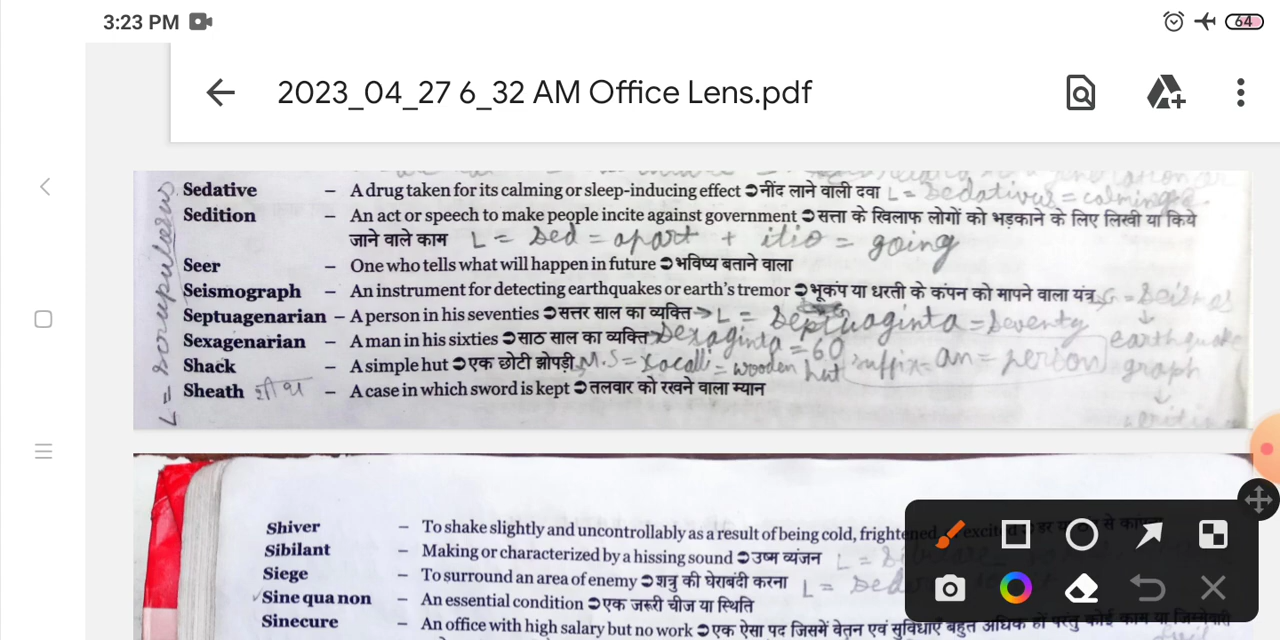 3:23 PM
64
2023_04_27 6_32 AM Office Lens.pdf
Sedative – A drug taken for its calming or sleep-inducing effect ➲ नींद लाने वाली दवा L = Sedativus = calming
Sedition – An act or speech to make people incite against government ➲ सत्ता के खिलाफ लोगों को भड़काने के लिए लिखी या किये
जाने वाले काम L = sed = apart + itio = going
Seer – One who tells what will happen in future ➲ भविष्य बताने वाला
Seismograph – An instrument for detecting earthquakes or earth's tremor ➲ भूकंप या धरती के कंपन को मापने वाला यंत्र
Septuagenarian – A person in his seventies ➲ सत्तर साल का व्यक्ति → L = Septuaginta = seventy
Sexagenarian – A man in his sixties ➲ साठ साल का व्यक्ति Sexaginta = 60 earthquake
Shack – A simple hut ➲ एक छोटी झोपड़ी = wooden hut suffix = an = person graph
Sheath – A case in which sword is kept ➲ तलवार को रखने वाला म्यान
Shiver – To shake slightly and uncontrollably as a result of being cold, frightened
Sibilant – Making or characterized by a hissing sound ➲ उष्म व्यंजन L =
Siege – To surround an area of enemy ➲ शत्रु की घेराबंदी करना L =
Sine qua non – An essential condition ➲ एक जरूरी चीज या स्थिति
Sinecure – An office with high salary but no work ➲ एक ऐसा पद जिसमें वेतन एवं सुविधाएँ बहुत अधिक हों परंतु कोई काम या जिम्मेवारी